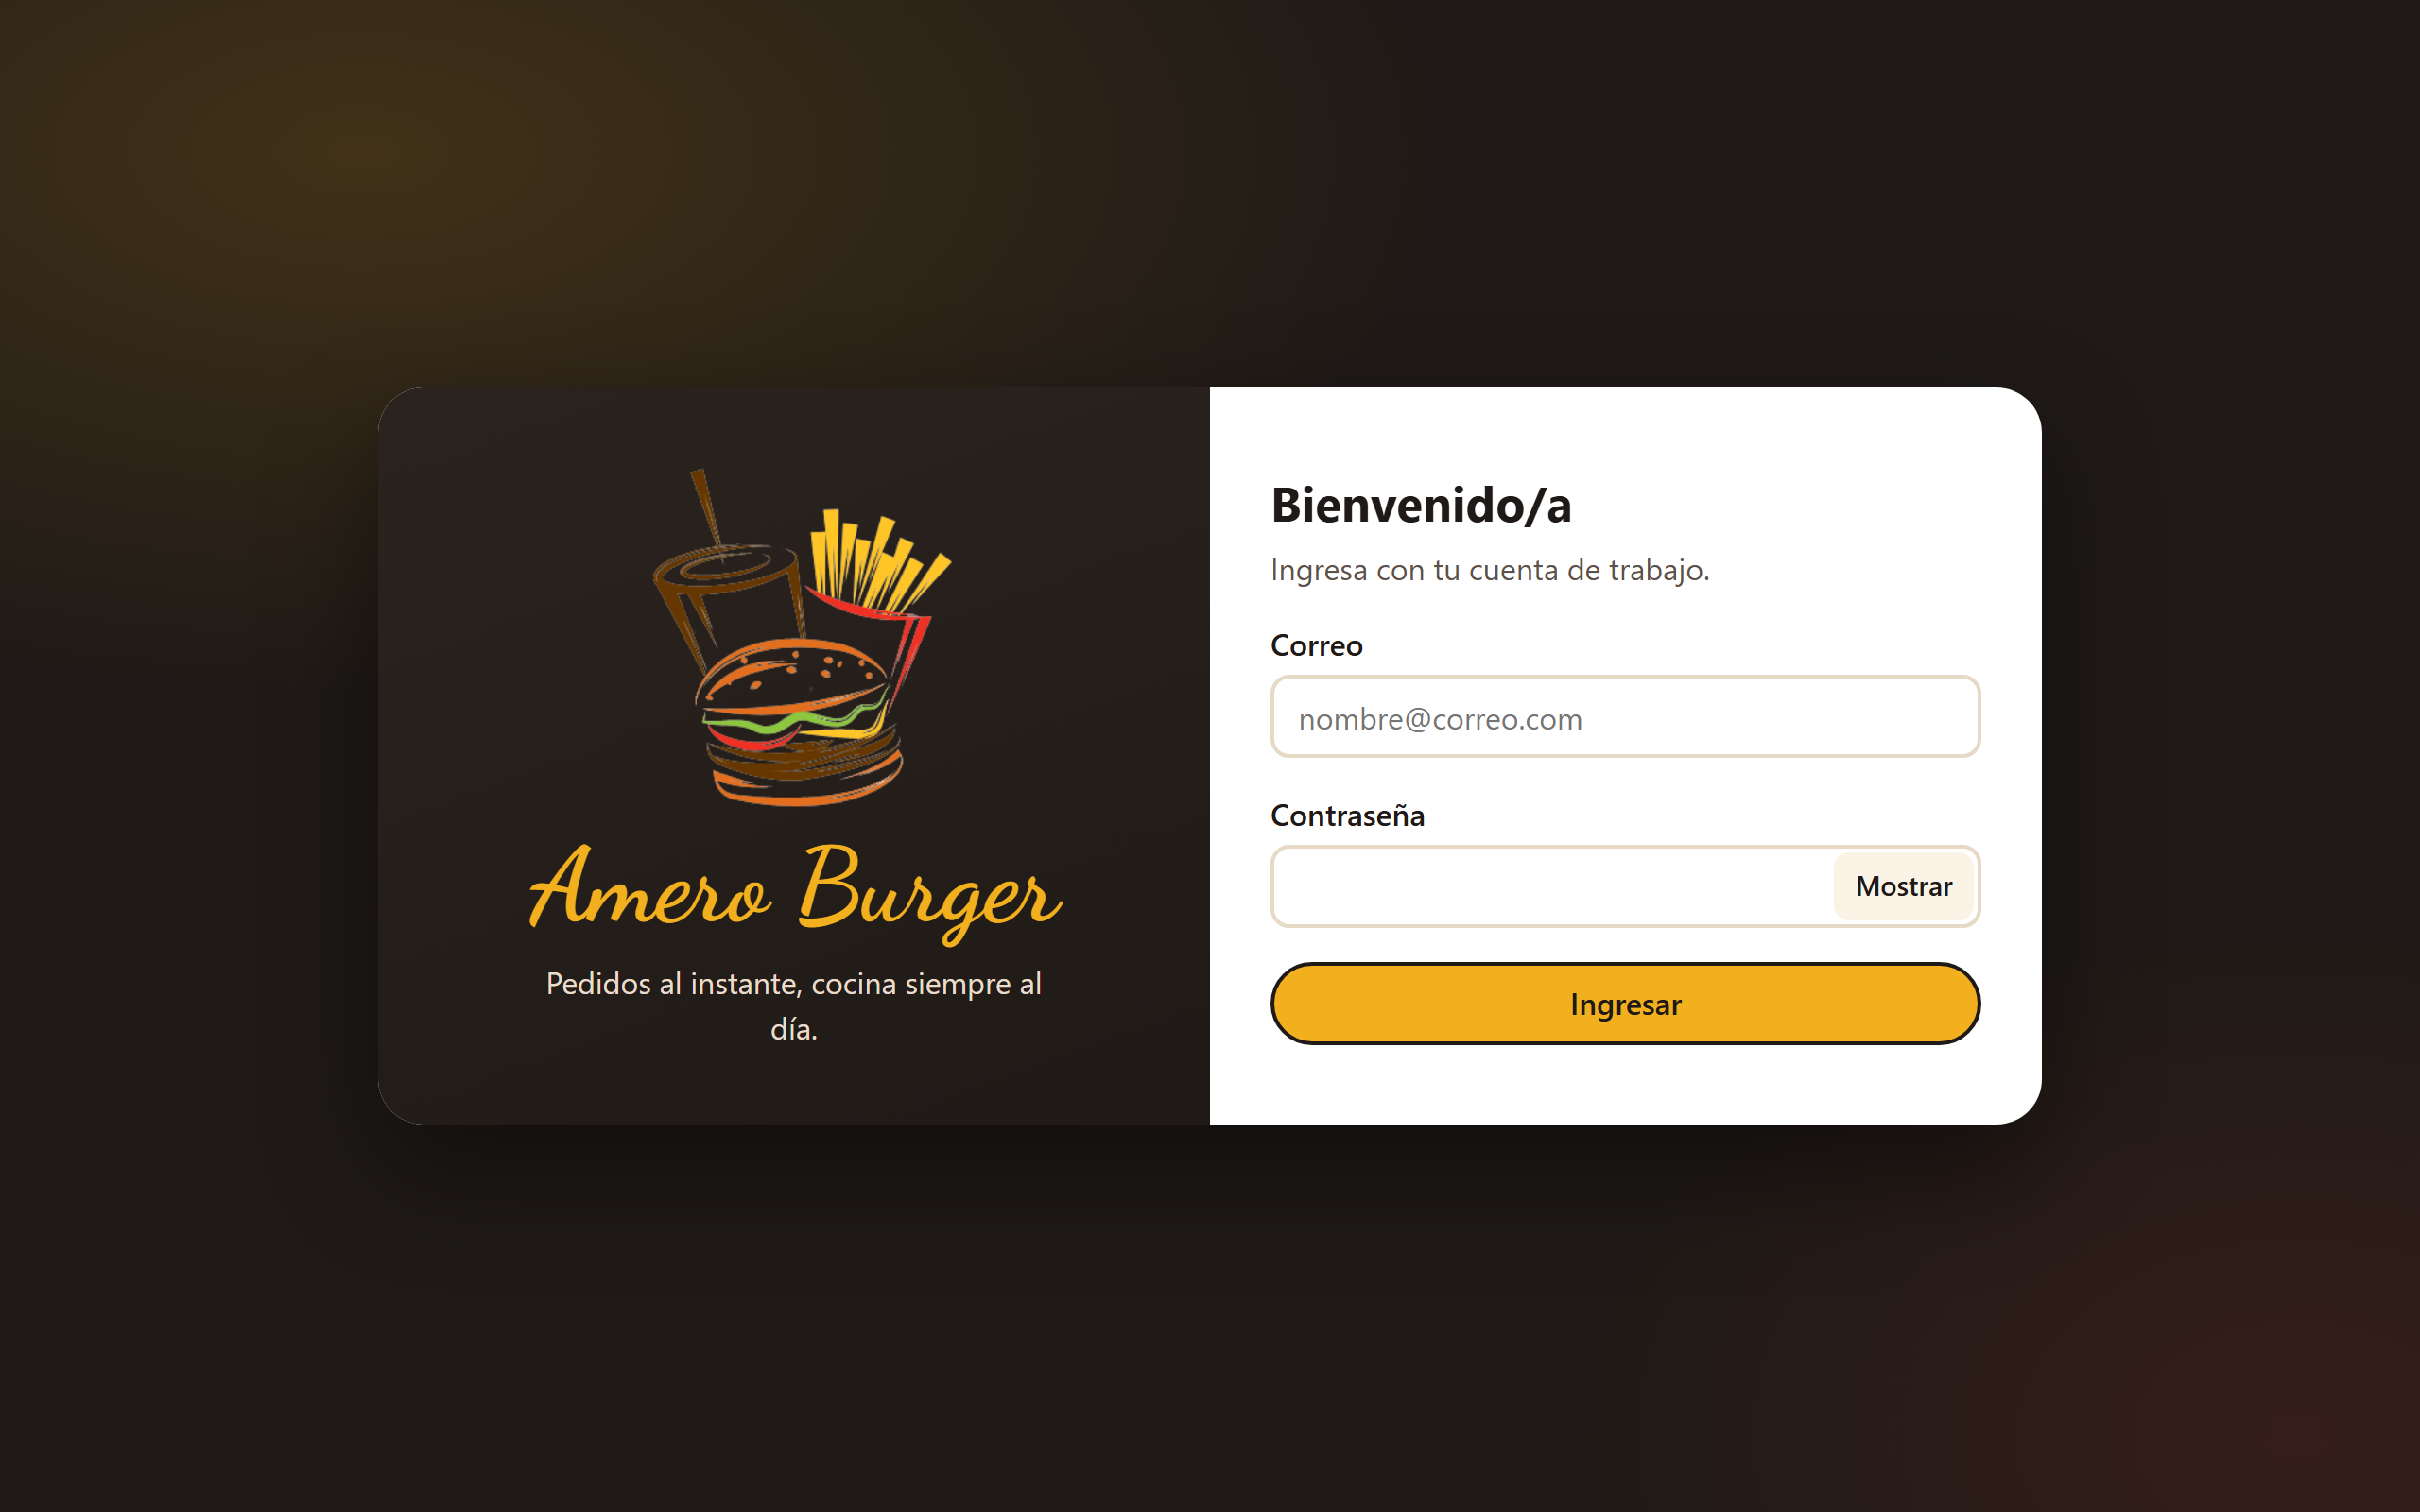 Amero Burger
Pedidos al instante, cocina siempre al
día.
Bienvenido/a
Ingresa con tu cuenta de trabajo.
Correo
nombre@correo.com
Contraseña
Mostrar
Ingresar